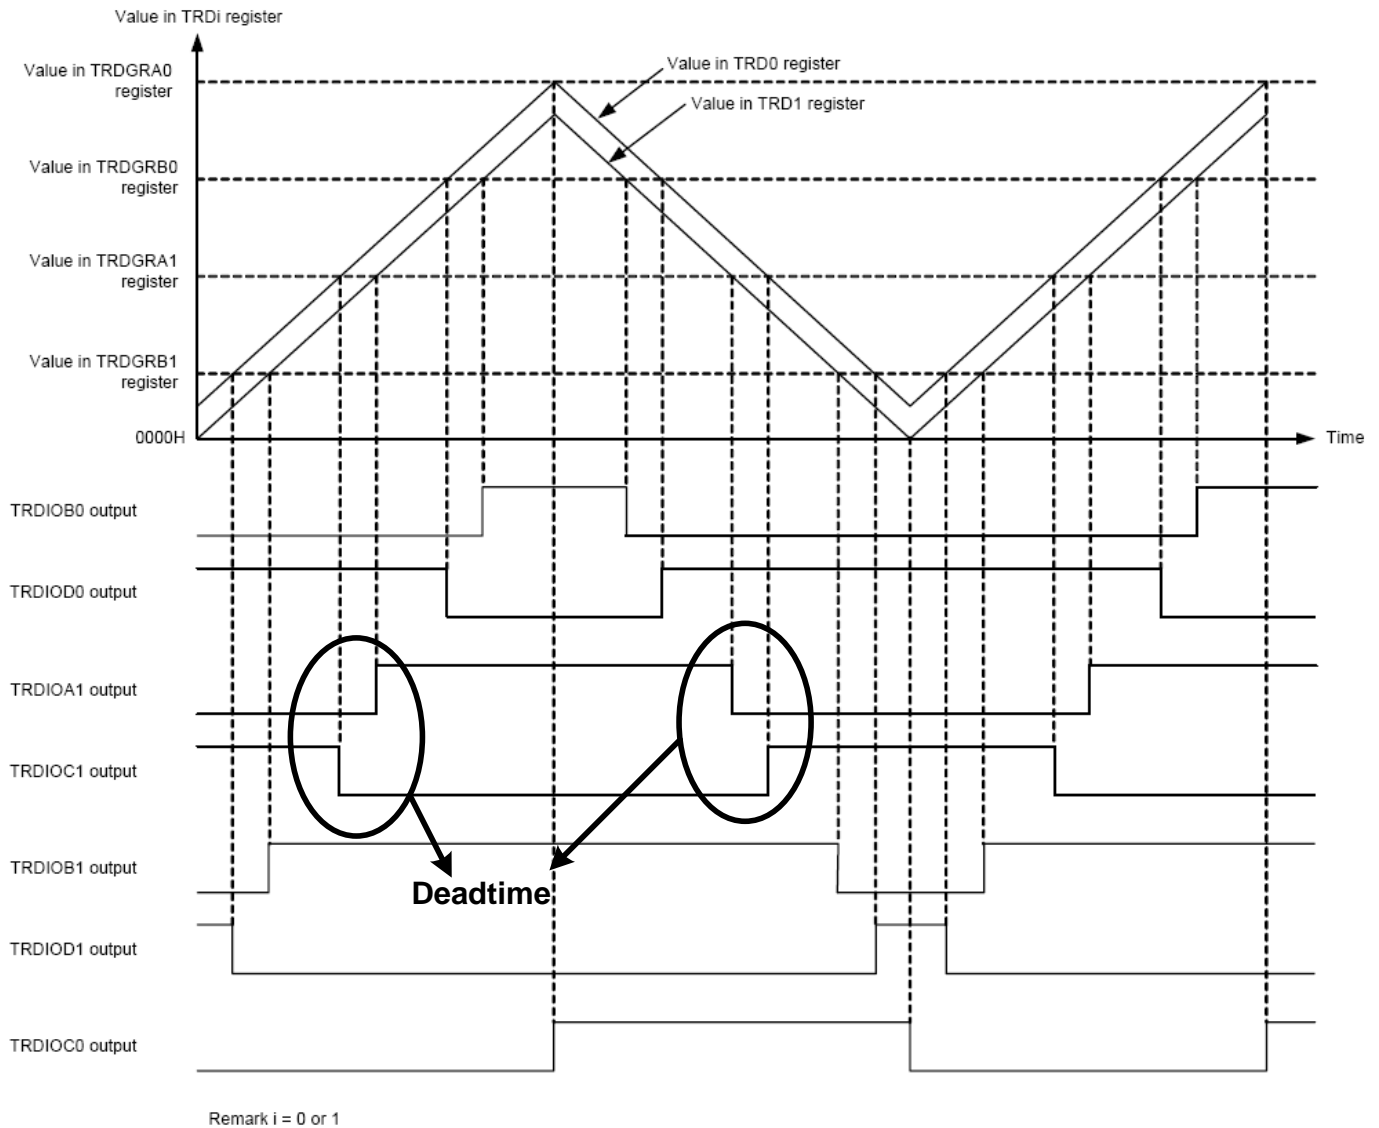 Value in TRDi register
Value in TRDGRA0
register
Value in TRD0 register
Value in TRD1 register
Value in TRDGRB0
register
Value in TRDGRA1
register
Value in TRDGRB1
register
0000H
Time
TRDIOB0 output
TRDIOD0 output
TRDIOA1 output
TRDIOC1 output
TRDIOB1 output
Deadtime
TRDIOD1 output
TRDIOC0 output
Remark i = 0 or 1